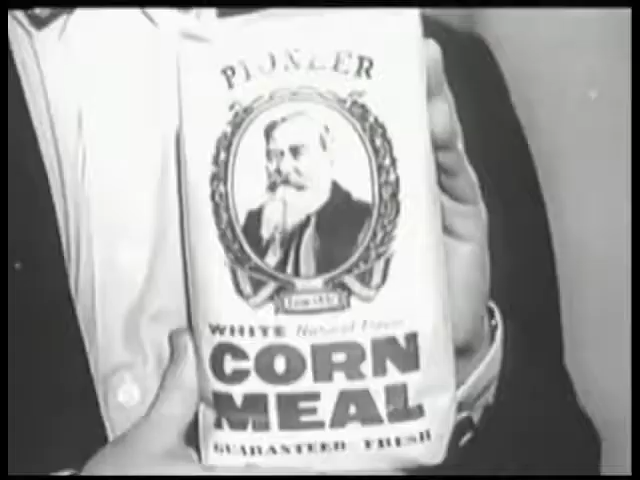 PIONEER
WHITE Natural Flavor
CORN
MEAL
GUARANTEED FRESH